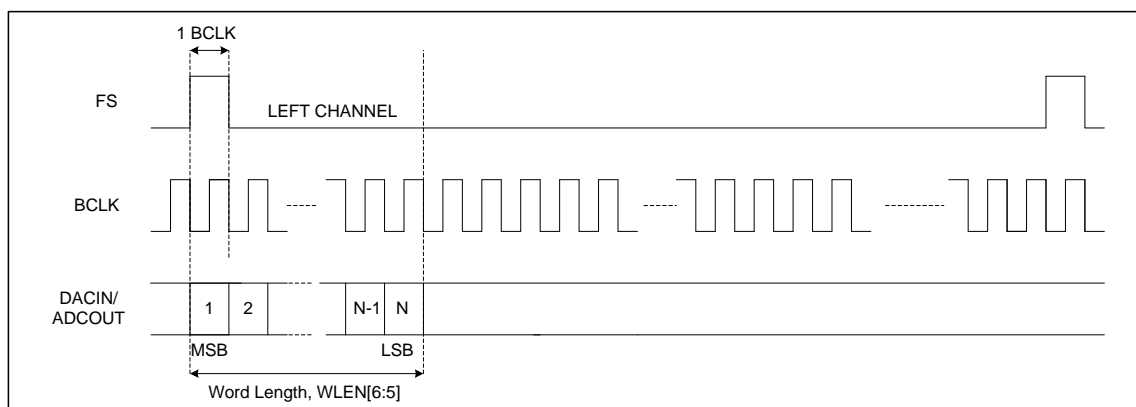 1 BCLK
FS
LEFT CHANNEL
BCLK
DACIN/
ADCOUT
1
2
N-1
N
MSB
LSB
Word Length, WLEN[6:5]